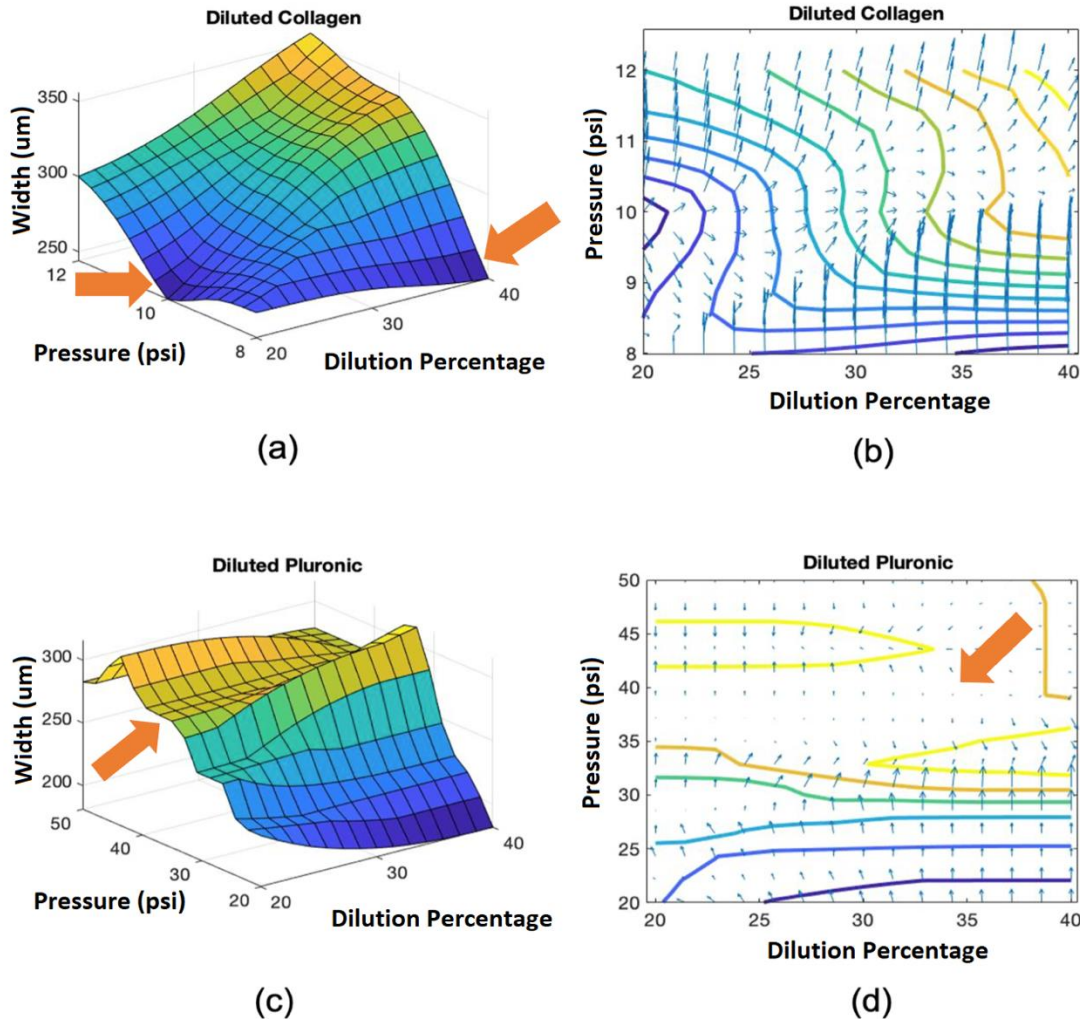 Diluted Collagen
350
300
250
Width (um)
12
10
8
Pressure (psi)
20
30
40
Dilution Percentage
(a)
Diluted Collagen
12
11
10
9
8
Pressure (psi)
20 25 30 35 40
Dilution Percentage
(b)
Diluted Pluronic
300
250
200
Width (um)
50
40
30
20
Pressure (psi)
20
30
40
Dilution Percentage
(c)
Diluted Pluronic
50
45
40
35
30
25
20
Pressure (psi)
20 25 30 35 40
Dilution Percentage
(d)